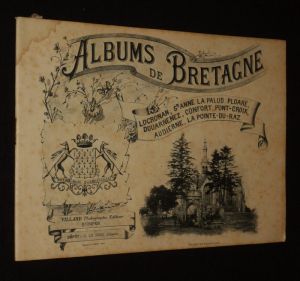 ALBUMS
DE BRETAGNE
LOCRONAN, Ste ANNE LA PALUD, PLOARÉ,
DOUARNENEZ, CONFORT, PONT-CROIX,
AUDIERNE, LA POINTE-DU-RAZ
VILLARD Photographe Éditeur
QUIMPER